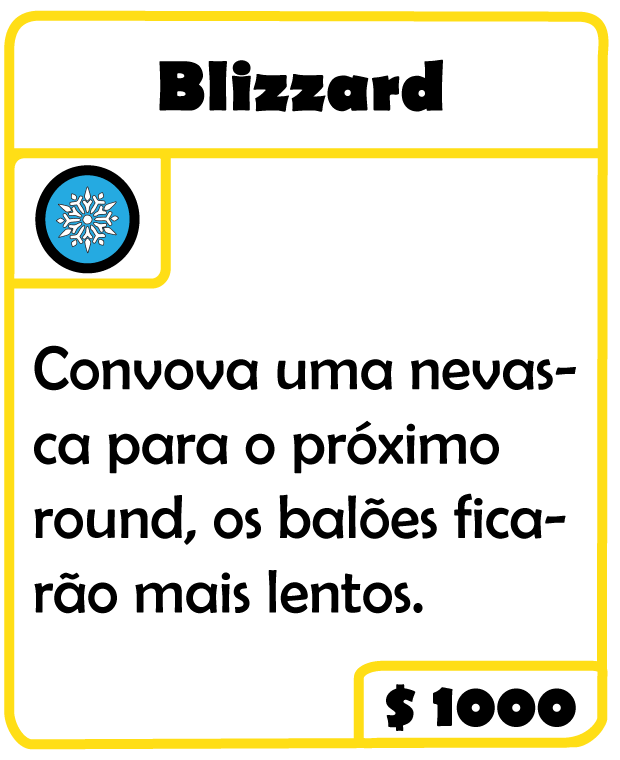 Blizzard
Convova uma nevas-
ca para o próximo
round, os balões fica-
rão mais lentos.
$ 1000